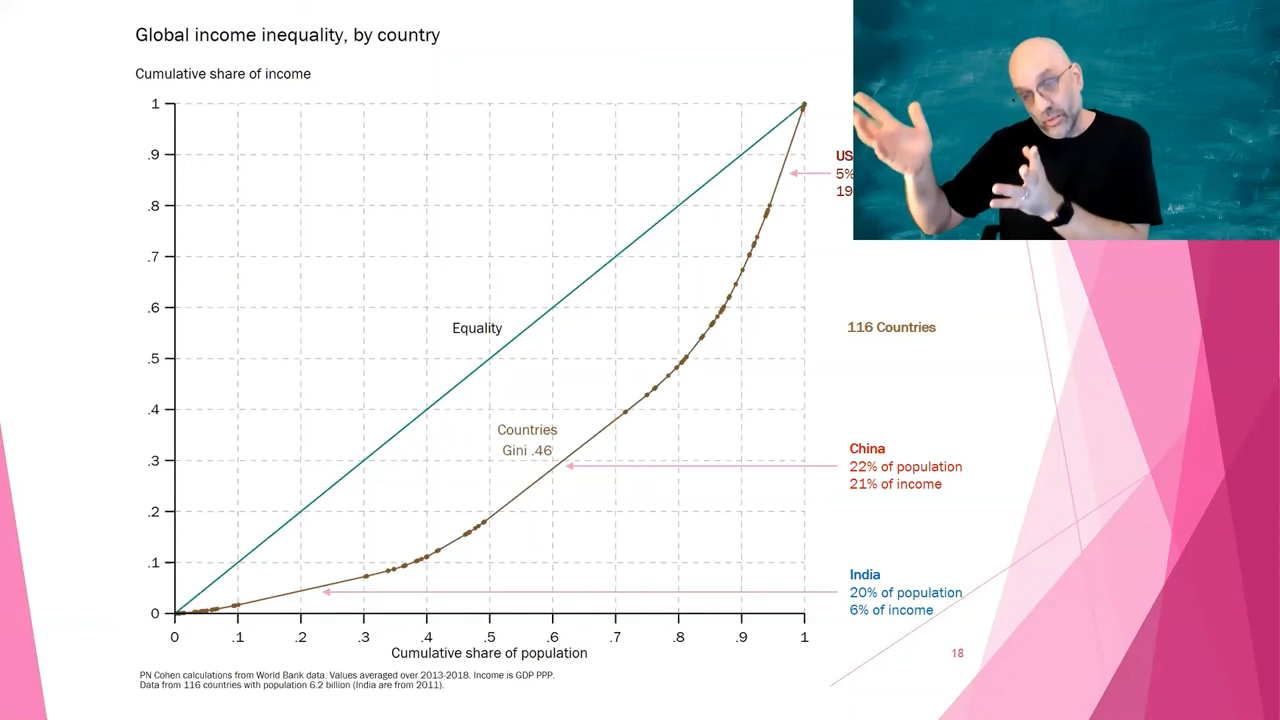 Global income inequality, by country
Cumulative share of income
1
.9
.8
.7
.6
.5
.4
.3
.2
.1
0
Equality
Countries
Gini .46
0 .1 .2 .3 .4 .5 .6 .7 .8 .9 1
Cumulative share of population
US
5%
19
116 Countries
China
22% of population
21% of income
India
20% of population
6% of income
PN Cohen calculations from World Bank data. Values averaged over 2013-2018. Income is GDP PPP.
Data from 116 countries with population 6.2 billion (India are from 2011).
18